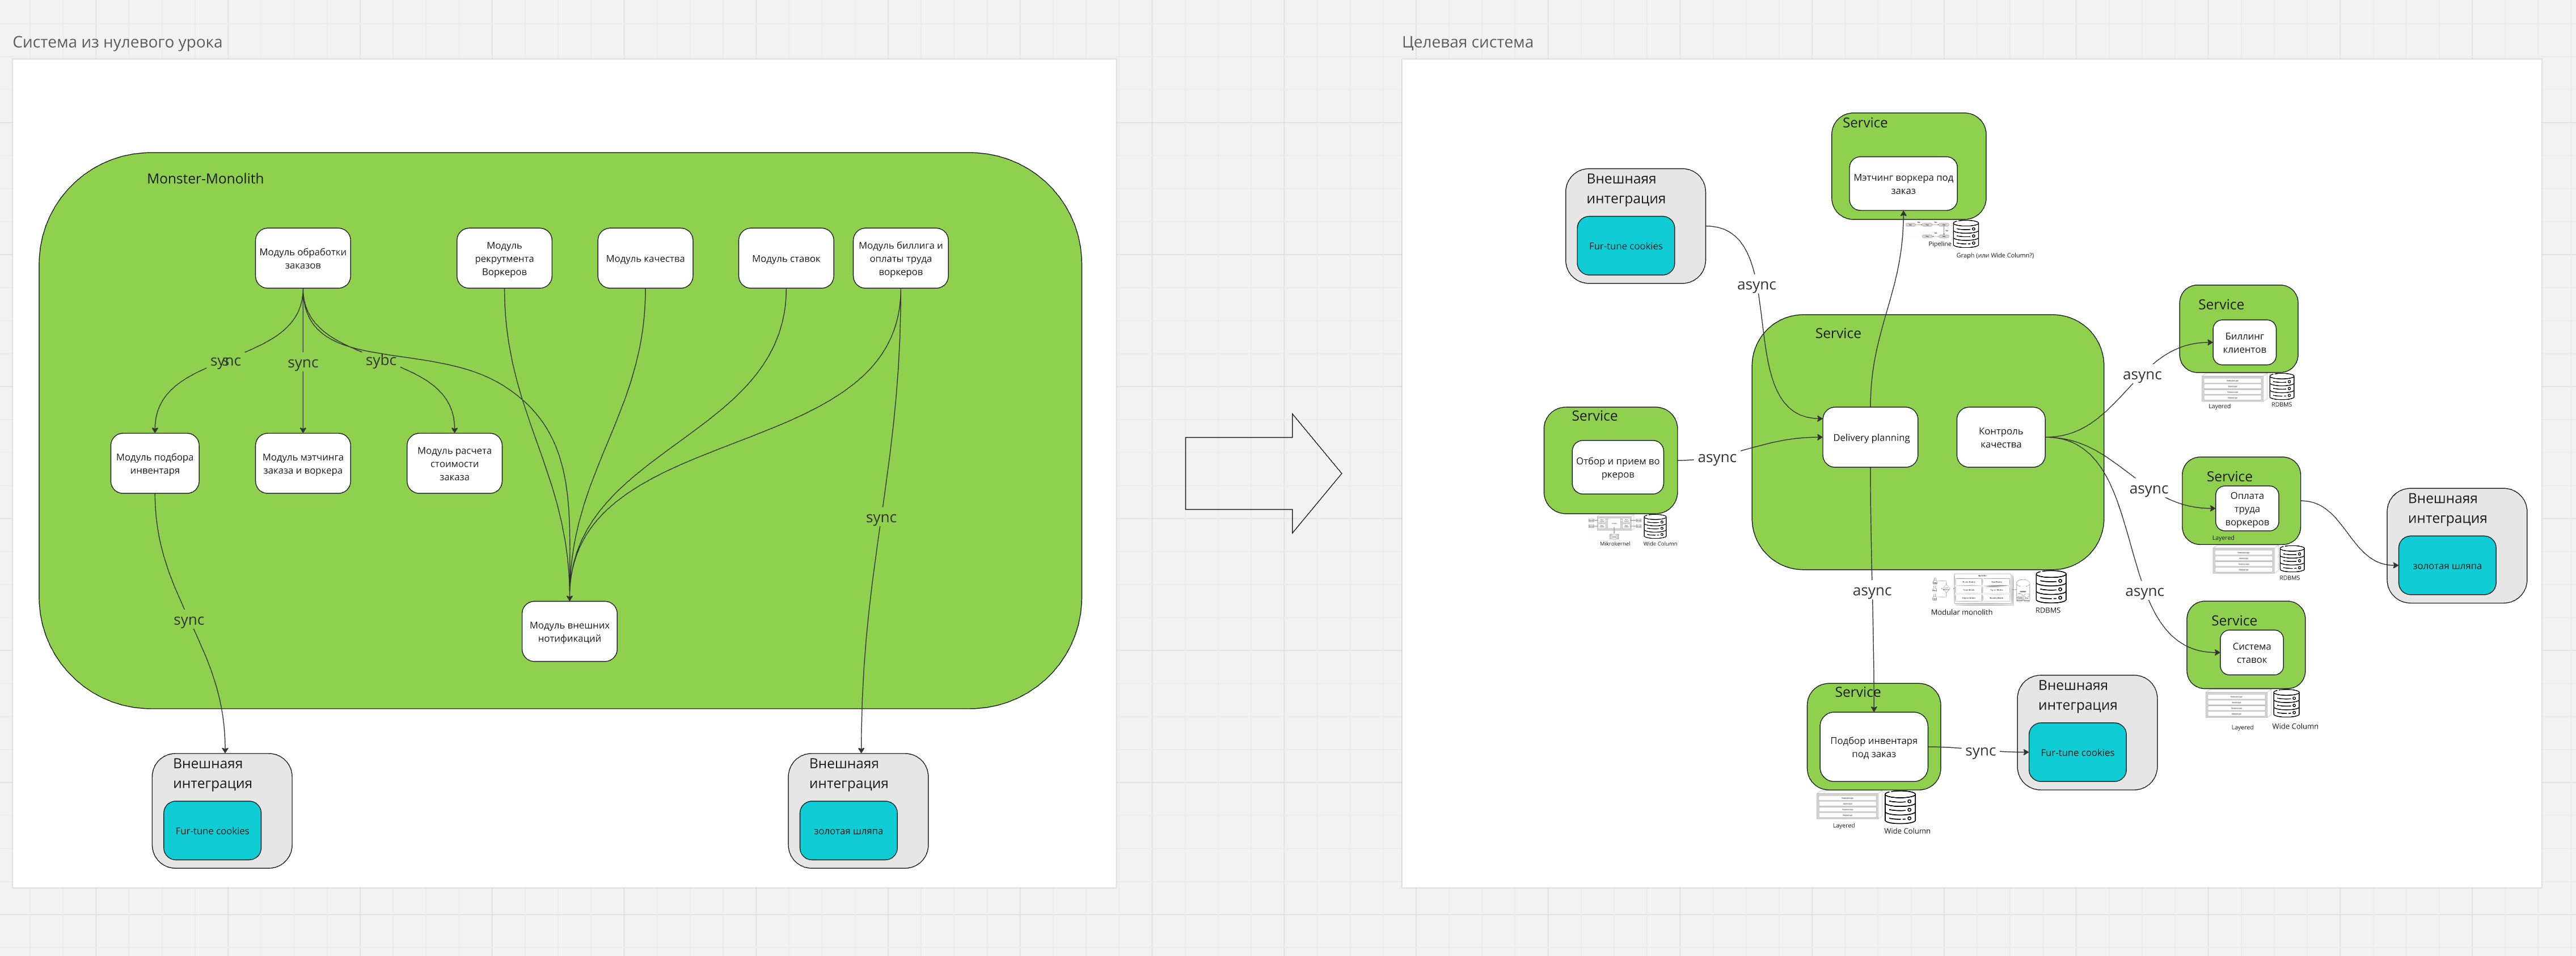 Система из нулевого урока
Monster-Monolith
Модуль обработки
заказов
Модуль
рекрутмента
Воркеров
Модуль качества
Модуль ставок
Модуль биллига и
оплаты труда
воркеров
sync
sync
sybc
Модуль подбора
инвентаря
Модуль мэтчинга
заказа и воркера
Модуль расчета
стоимости
заказа
sync
sync
Модуль внешних
нотификаций
Внешнаяя
интеграция
Fur-tune cookies
Внешнаяя
интеграция
золотая шляпа
Целевая система
Service
Мэтчинг воркера под
заказ
Pipeline
Graph (или Wide Column?)
Внешнаяя
интеграция
Fur-tune cookies
async
Service
Delivery planning
Контроль
качества
Modular monolith
RDBMS
Service
Отбор и прием во
ркеров
Mikrokernel
Wide Column
async
async
Service
Биллинг
клиентов
Layered
RDBMS
async
Service
Оплата
труда
воркеров
Layered
RDBMS
async
Внешнаяя
интеграция
золотая шляпа
async
Service
Система
ставок
Layered
Wide Column
Service
Подбор инвентаря
под заказ
Layered
Wide Column
sync
Внешнаяя
интеграция
Fur-tune cookies